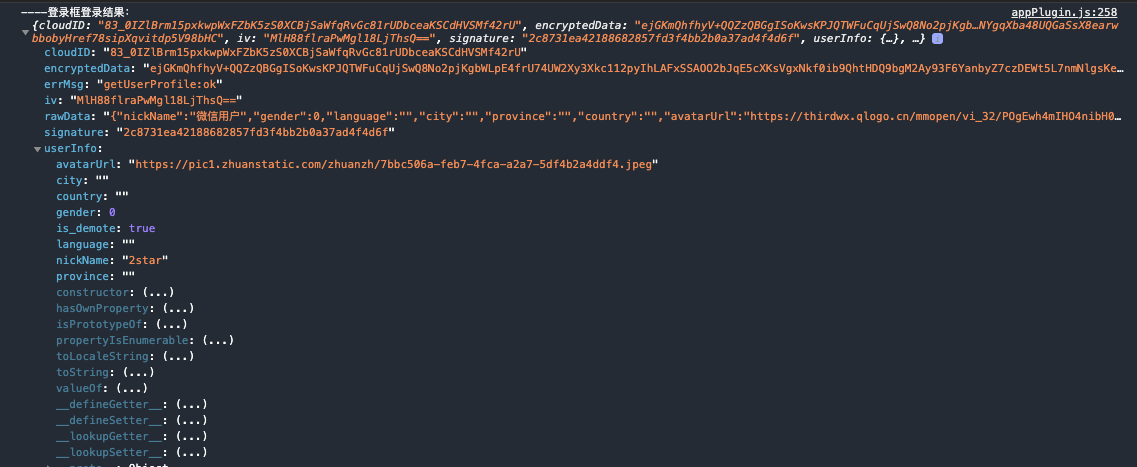 ----登录框登录结果: appPlugin.js:258
{cloudID: "83_0IZlBrm15pxkwpWxFZbK5zS0XCBjSaWfqRvGc81rUDbceaKSCdHVSMf42rU", encryptedData: "ejGKmQhfhyV+QQZzQBGgISoKwsKPJQTWFuCqUjSwQ8No2pjKgb…NYgqXba48UQGaSsX8earw
bbobyHref78sipXqvitdp5V98bHC", iv: "MlH88flraPwMgl18LjThsQ==", signature: "2c8731ea42188682857fd3f4bb2b0a37ad4f4d6f", userInfo: {…}, …}
cloudID: "83_0IZlBrm15pxkwpWxFZbK5zS0XCBjSaWfqRvGc81rUDbceaKSCdHVSMf42rU"
encryptedData: "ejGKmQhfhyV+QQZzQBGgISoKwsKPJQTWFuCqUjSwQ8No2pjKgbWLpE4frU74UW2Xy3Xkc112pyIhLAFxSSAOO2bJqE5cXKsVgxNkf0ib9QhtHDQ9bgM2Ay93F6YanbyZ7czDEWt5L7nmNlgsKe…
errMsg: "getUserProfile:ok"
iv: "MlH88flraPwMgl18LjThsQ=="
rawData: "{"nickName":"微信用户","gender":0,"language":"","city":"","province":"","country":"","avatarUrl":"https://thirdwx.qlogo.cn/mmopen/vi_32/POgEwh4mIHO4nibH0…
signature: "2c8731ea42188682857fd3f4bb2b0a37ad4f4d6f"
userInfo:
avatarUrl: "https://pic1.zhuanstatic.com/zhuanzh/7bbc506a-feb7-4fca-a2a7-5df4b2a4ddf4.jpeg"
city: ""
country: ""
gender: 0
is_demote: true
language: ""
nickName: "2star"
province: ""
constructor: (...)
hasOwnProperty: (...)
isPrototypeOf: (...)
propertyIsEnumerable: (...)
toLocaleString: (...)
toString: (...)
valueOf: (...)
__defineGetter__: (...)
__defineSetter__: (...)
__lookupGetter__: (...)
__lookupSetter__: (...)